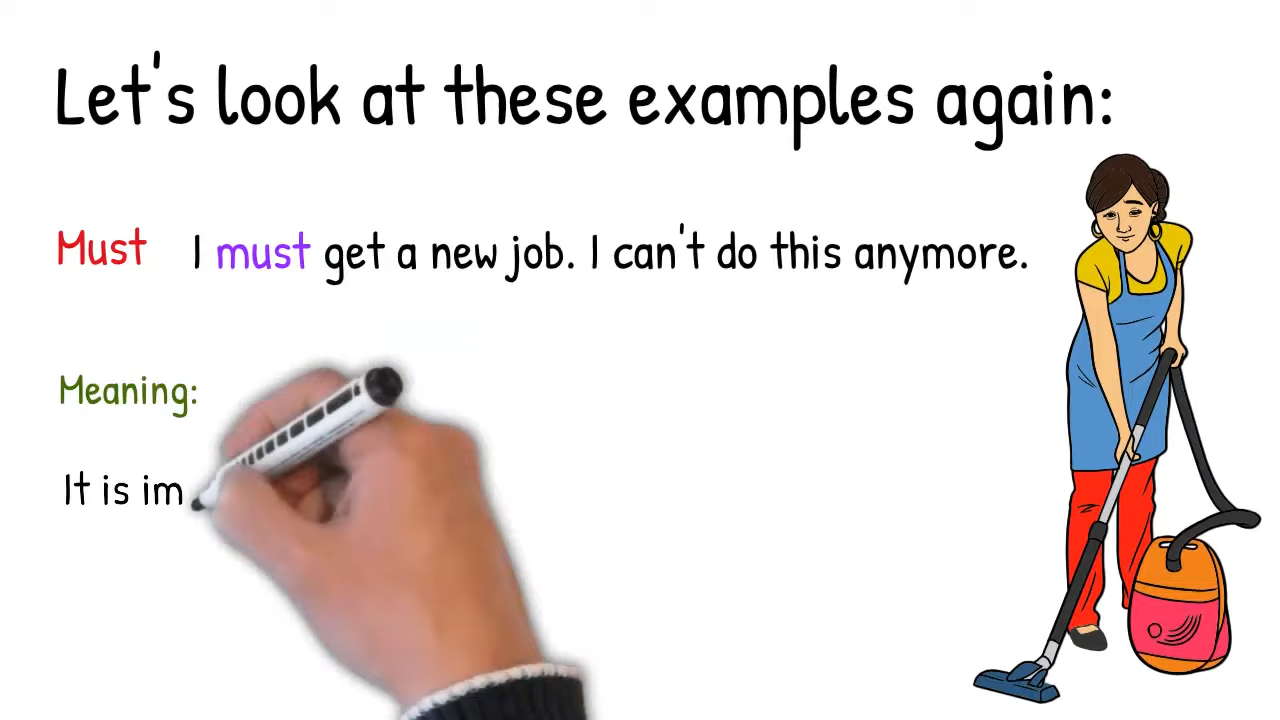 Let's look at these examples again:
Must I must get a new job. I can't do this anymore.
Meaning:
It is im